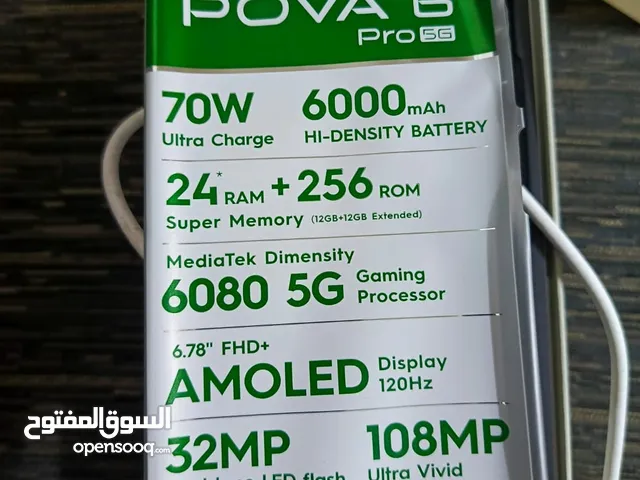 POVA 6
Pro 5G
70W
Ultra Charge
6000mAh
HI-DENSITY BATTERY
24* RAM + 256 ROM
Super Memory (12GB+12GB Extended)
MediaTek Dimensity
6080 5G Gaming
Processor
6.78" FHD+
AMOLED Display
120Hz
32MP
LED flash
108MP
Ultra Vivid
السوق المفتوح
opensooq.com